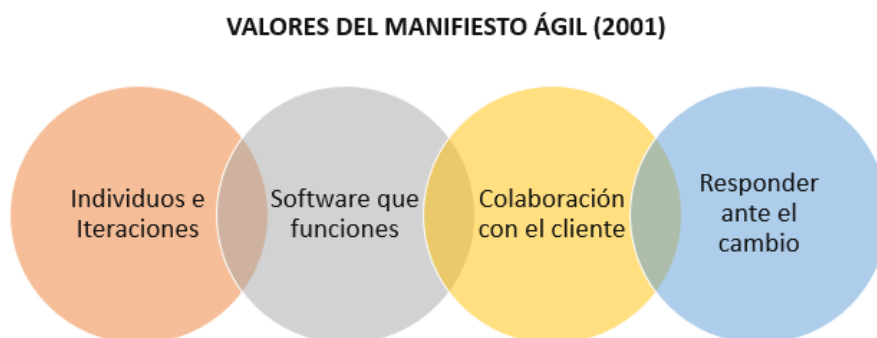 VALORES DEL MANIFIESTO ÁGIL (2001)
Individuos e
Iteraciones
Software que
funciones
Colaboración
con el cliente
Responder
ante el
cambio